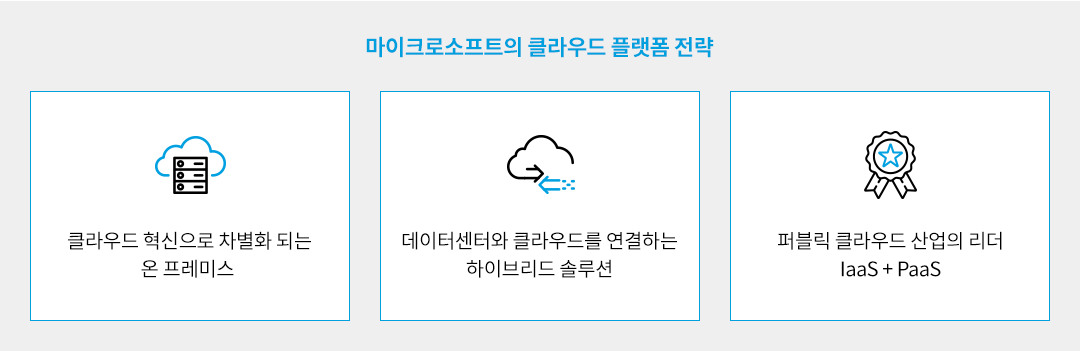 마이크로소프트의 클라우드 플랫폼 전략
클라우드 혁신으로 차별화 되는
온 프레미스
데이터센터와 클라우드를 연결하는
하이브리드 솔루션
퍼블릭 클라우드 산업의 리더
IaaS + PaaS